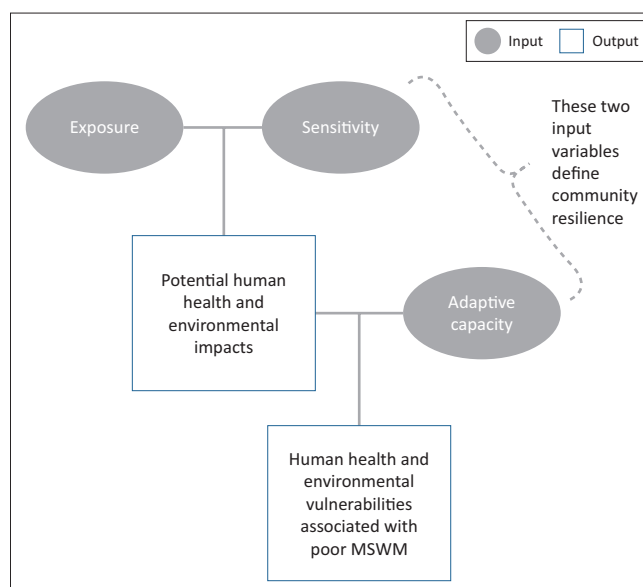 Input
Output
Exposure
Sensitivity
These two
input
variables
define
community
resilience
Potential human
health and
environmental
impacts
Adaptive
capacity
Human health and
environmental
vulnerabilities
associated with
poor MSWM